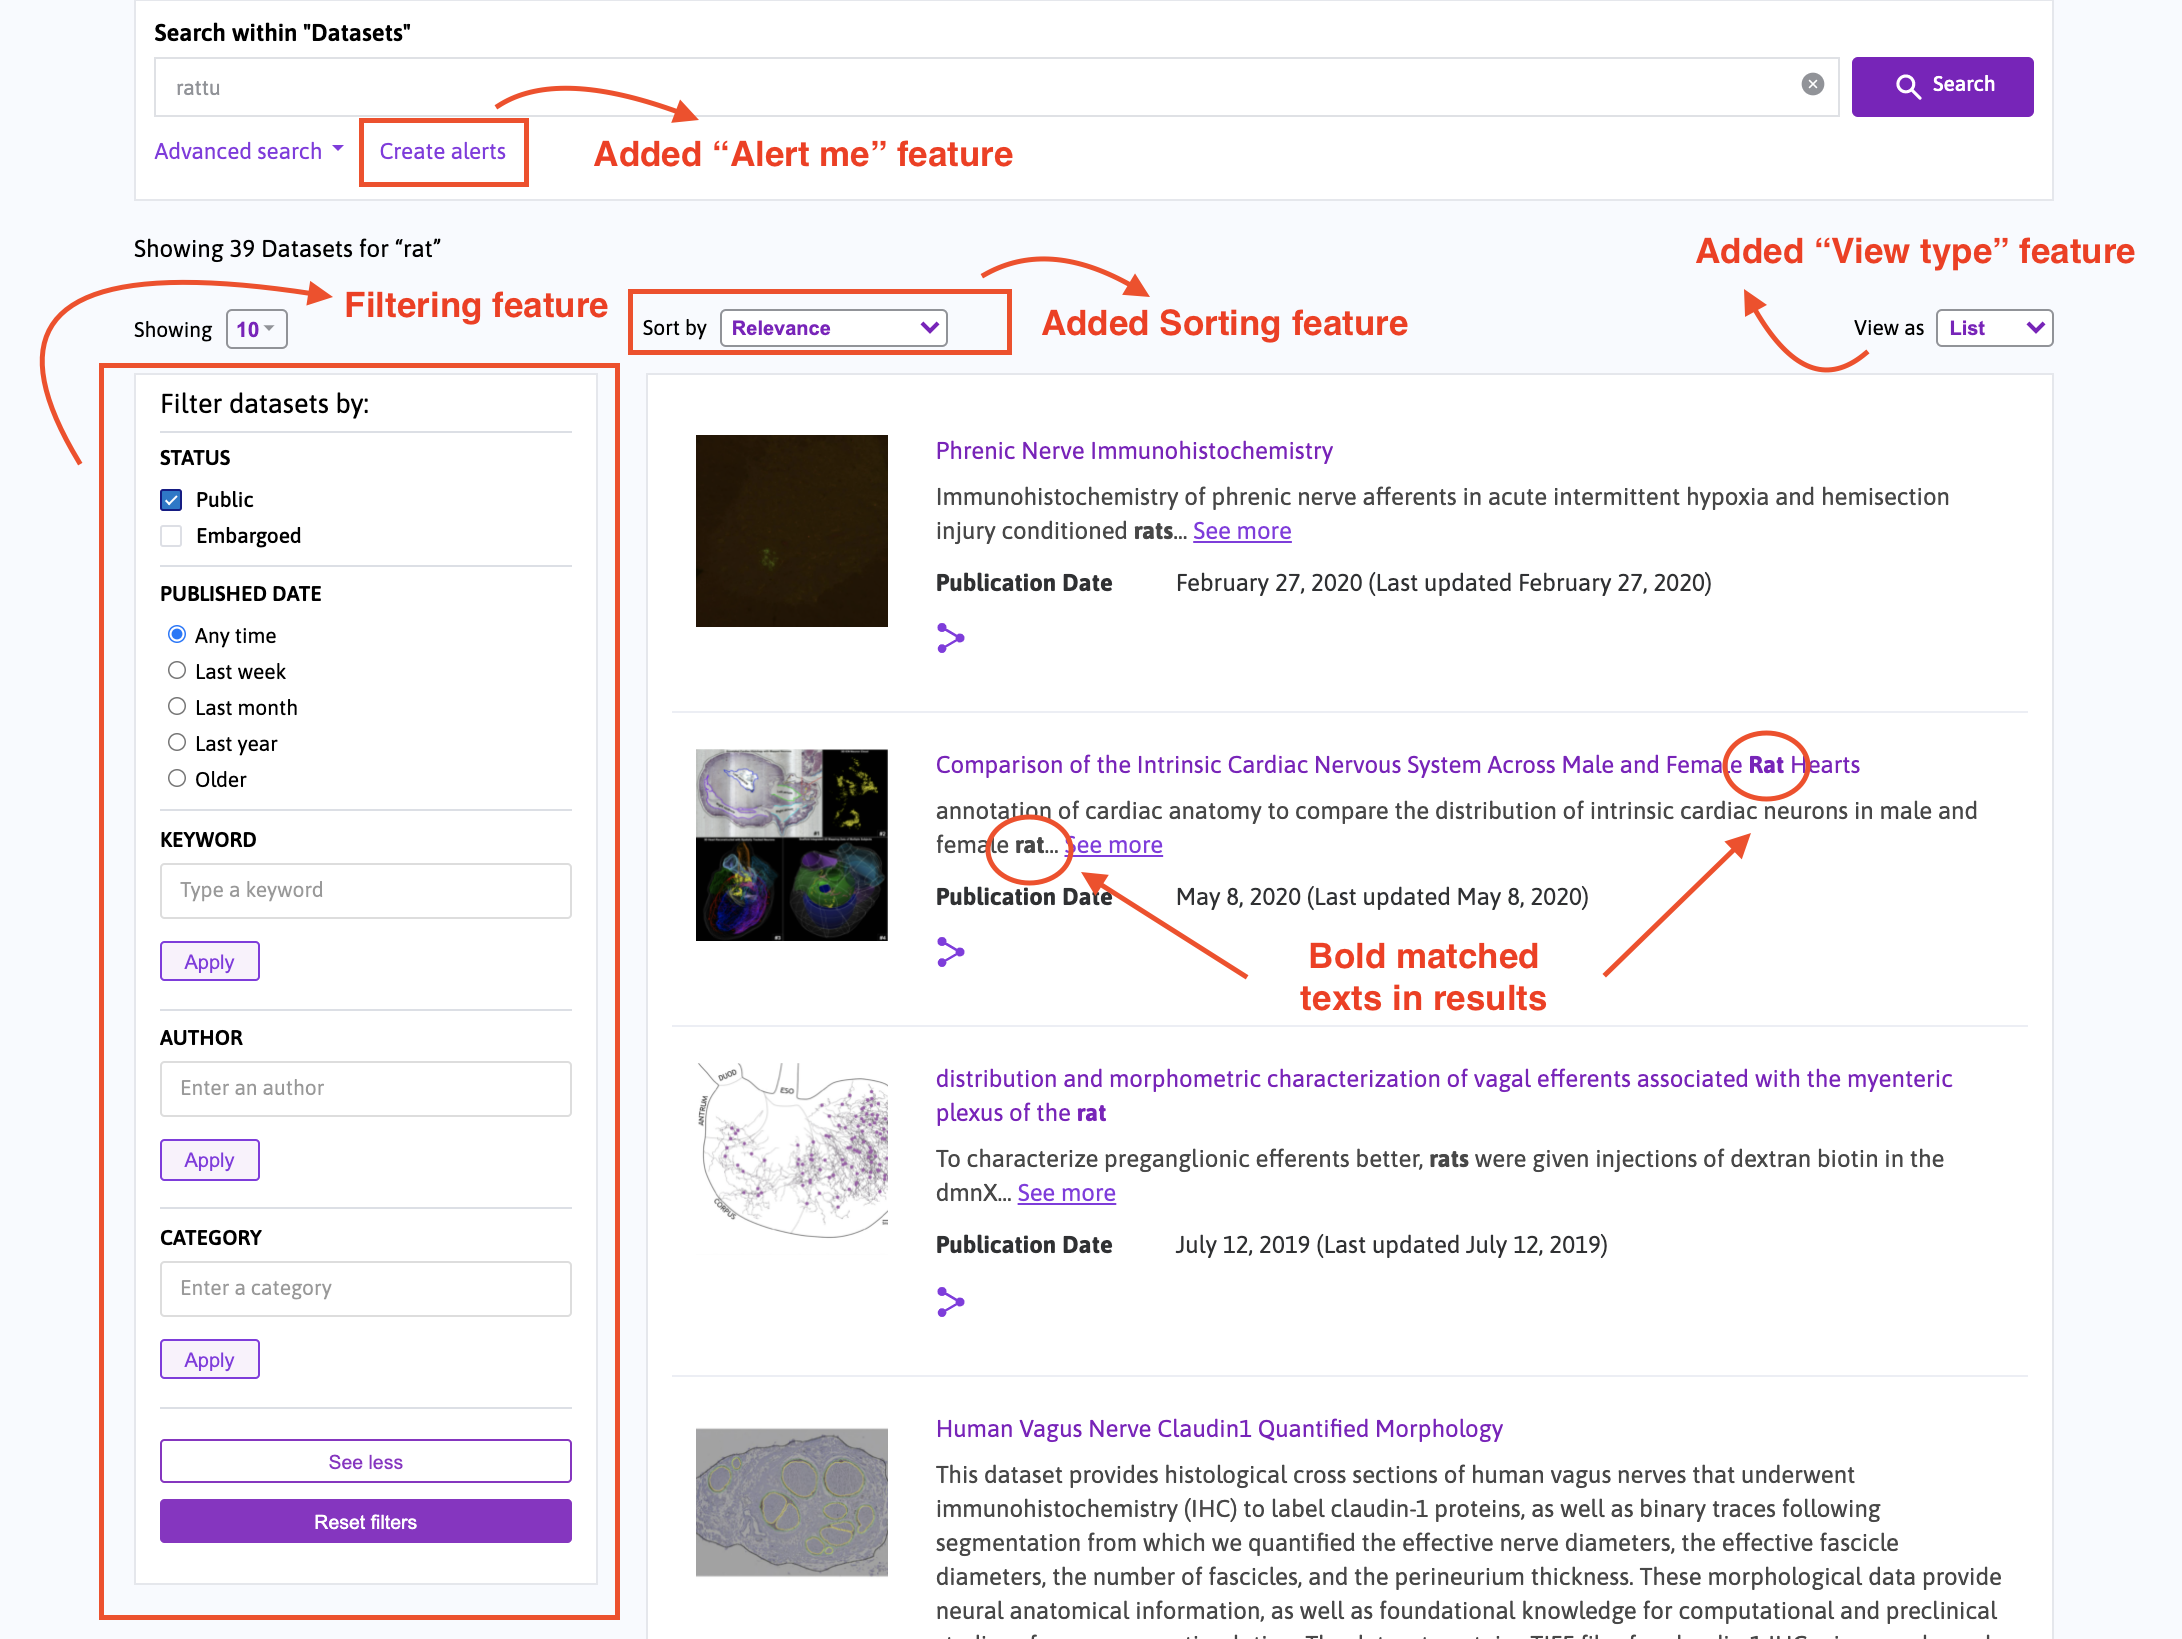 Search within "Datasets"
rattu
Search
Advanced search
Create alerts
Added “Alert me” feature
Showing 39 Datasets for “rat”
Added “View type” feature
Filtering feature
Showing 10
Sort by Relevance
Added Sorting feature
View as List
Filter datasets by:
STATUS
Public
Embargoed
PUBLISHED DATE
Any time
Last week
Last month
Last year
Older
KEYWORD
Type a keyword
Apply
AUTHOR
Enter an author
Apply
CATEGORY
Enter a category
Apply
See less
Reset filters
Phrenic Nerve Immunohistochemistry
Immunohistochemistry of phrenic nerve afferents in acute intermittent hypoxia and hemisection
injury conditioned rats... See more
Publication Date February 27, 2020 (Last updated February 27, 2020)
Comparison of the Intrinsic Cardiac Nervous System Across Male and Female Rat Hearts
annotation of cardiac anatomy to compare the distribution of intrinsic cardiac neurons in male and
female rat... See more
Publication Date May 8, 2020 (Last updated May 8, 2020)
Bold matched
texts in results
#1
#2
#3
#4
DUOD
ESO
ANTRUM
CORPUS
distribution and morphometric characterization of vagal efferents associated with the myenteric
plexus of the rat
To characterize preganglionic efferents better, rats were given injections of dextran biotin in the
dmnX... See more
Publication Date July 12, 2019 (Last updated July 12, 2019)
Human Vagus Nerve Claudin1 Quantified Morphology
This dataset provides histological cross sections of human vagus nerves that underwent
immunohistochemistry (IHC) to label claudin-1 proteins, as well as binary traces following
segmentation from which we quantified the effective nerve diameters, the effective fascicle
diameters, the number of fascicles, and the perineurium thickness. These morphological data provide
neural anatomical information, as well as foundational knowledge for computational and preclinical